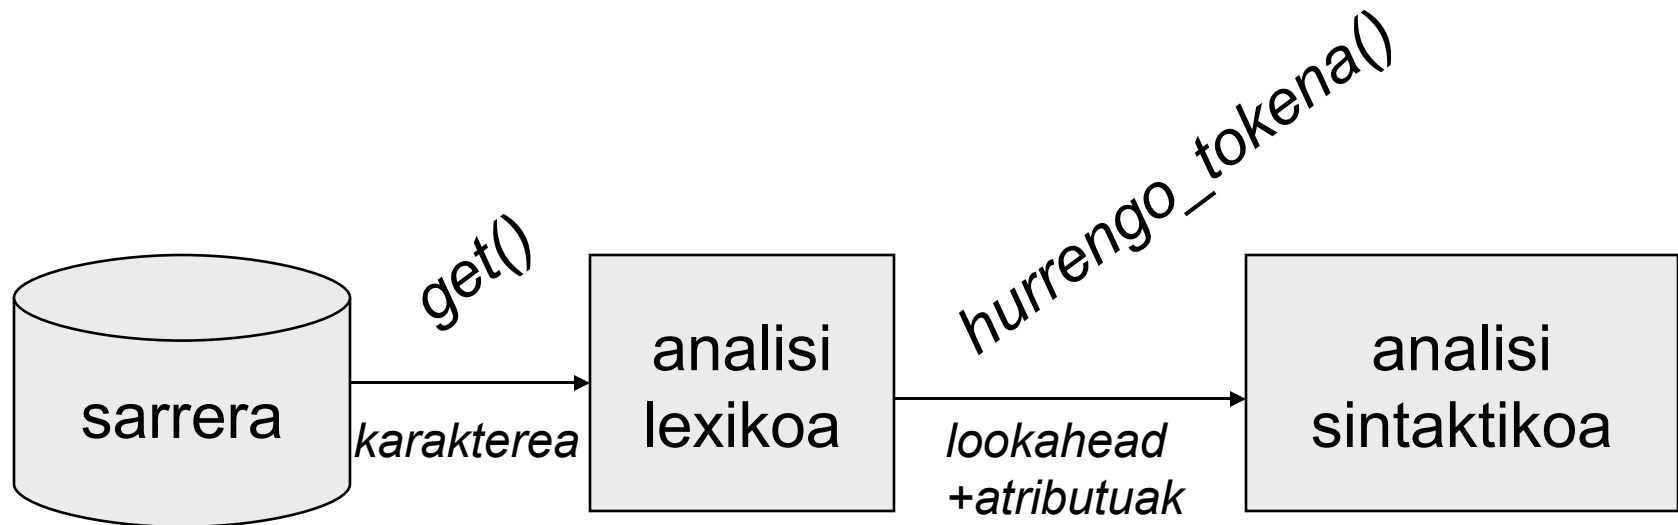 sarrera
get()
karakterea
analisi
lexikoa
hurrengo_tokena()
lookahead
+atributuak
analisi
sintaktikoa